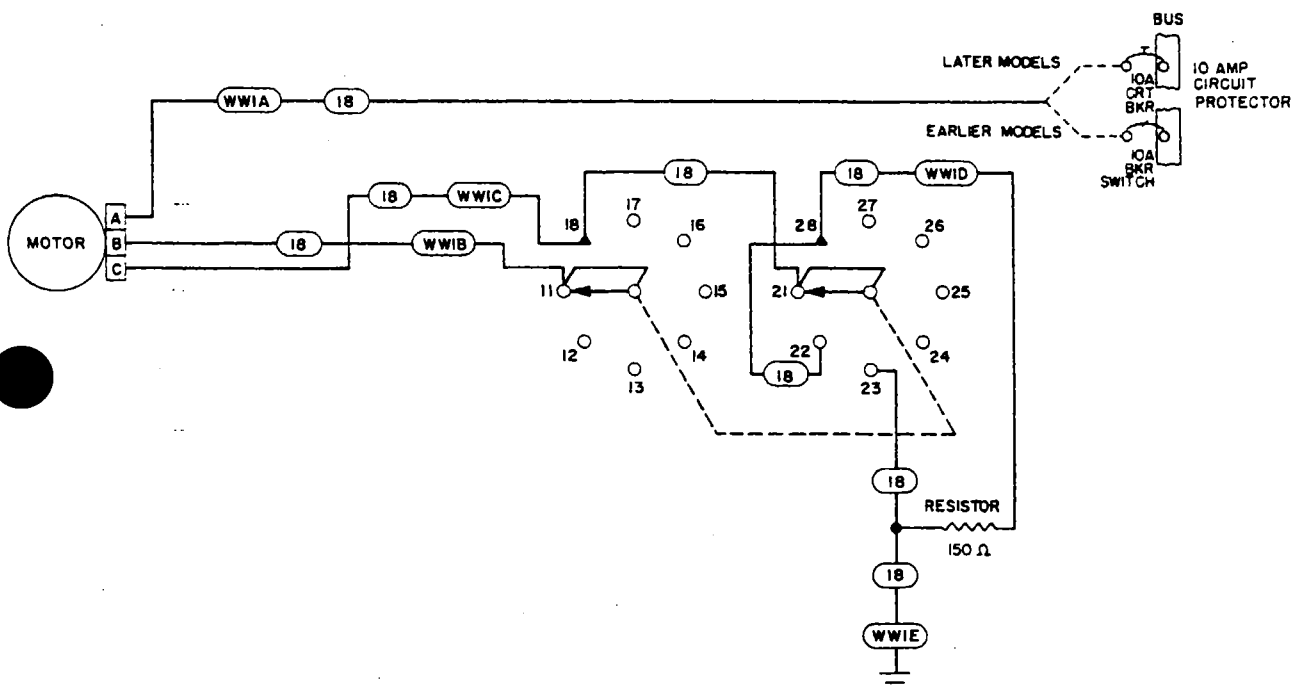 BUS
LATER MODELS
10A
CRT
BKR
10 AMP
CIRCUIT
PROTECTOR
WW1A
18
EARLIER MODELS
10A
BKR
SWITCH
MOTOR
A
B
C
18
WW1C
18
WW1B
18
18
WW1D
18
17
16
15
14
13
12
11
28
27
26
25
24
23
22
21
18
18
RESISTOR
150 Ω
18
WW1E